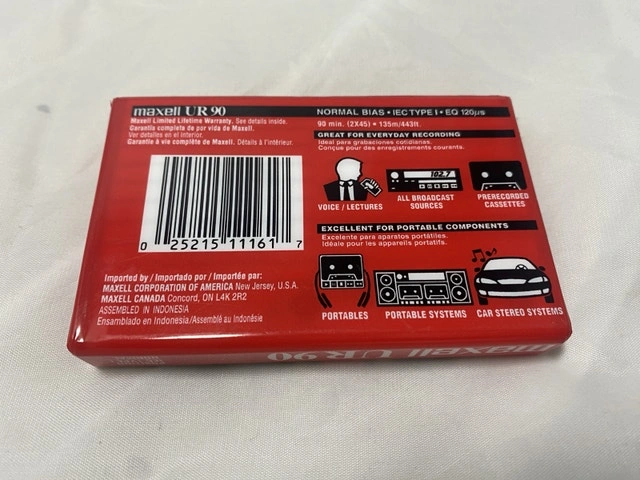 maxell UR 90
Maxell Limited Lifetime Warranty. See details inside.
Garantía completa de por vida de Maxell.
Ver detalles en el interior.
Garantie à vie complète de Maxell. Détails à l'intérieur.
0 25215 11161 7
Imported by / Importado por / Importée par:
MAXELL CORPORATION OF AMERICA New Jersey, U.S.A.
MAXELL CANADA Concord, ON L4K 2R2
ASSEMBLED IN INDONESIA
Ensamblado en Indonesia/Assemblé au Indonésie
NORMAL BIAS • IEC TYPE I • EQ 120µs
90 min. (2X45) • 135m/443ft
GREAT FOR EVERYDAY RECORDING
Ideal para grabaciones cotidianas.
Conçue pour des enregistrements courants.
102.7
VOICE / LECTURES
ALL BROADCAST SOURCES
PRERECORDED CASSETTES
EXCELLENT FOR PORTABLE COMPONENTS
Excelente para aparatos portátiles.
Idéale pour les appareils portatifs.
PORTABLES
PORTABLE SYSTEMS
CAR STEREO SYSTEMS
maxell UR 90